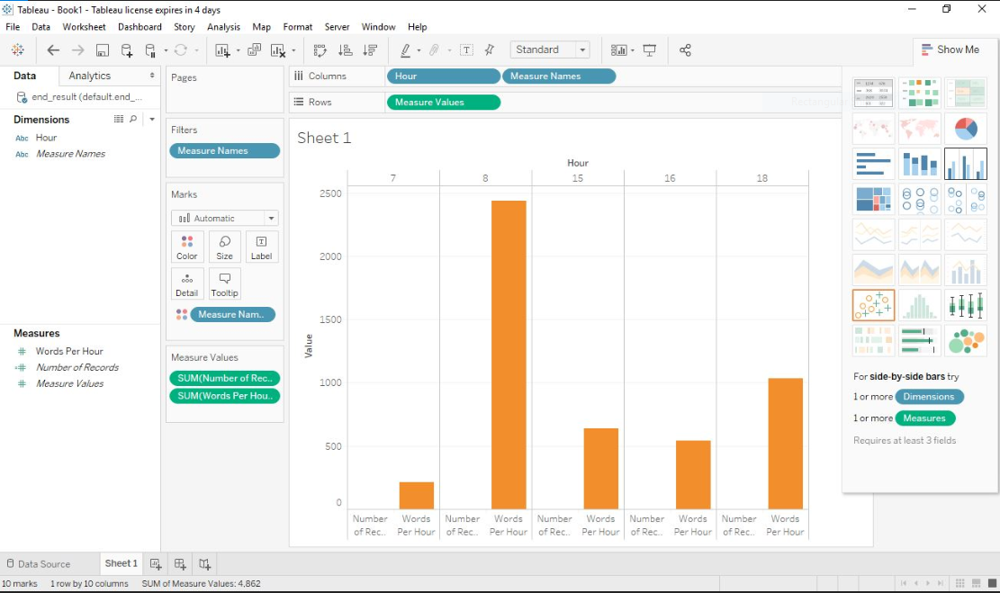 Tableau - Book1 - Tableau license expires in 4 days
File Data Worksheet Dashboard Story Analysis Map Format Server Window Help
Standard
Show Me
Data Analytics
end_result (default.end_...
Dimensions
Abc Hour
Abc Measure Names
Measures
Words Per Hour
Number of Records
Measure Values
Pages
Filters
Measure Names
Marks
Automatic
Color Size Label
Detail Tooltip
Measure Nam..
Measure Values
SUM(Number of Rec..
SUM(Words Per Hou..
Columns Hour Measure Names
Rows Measure Values
Sheet 1
Hour
7 8 15 16 18
2500
2000
1500
1000
500
0
Value
Number Words Number Words Number Words Number Words Number Words
of Rec.. Per Hour of Rec.. Per Hour of Rec.. Per Hour of Rec.. Per Hour of Rec.. Per Hour
For side-by-side bars try
1 or more Dimensions
1 or more Measures
Requires at least 3 fields
Data Source Sheet 1
10 marks 1 row by 10 columns SUM of Measure Values: 4,862